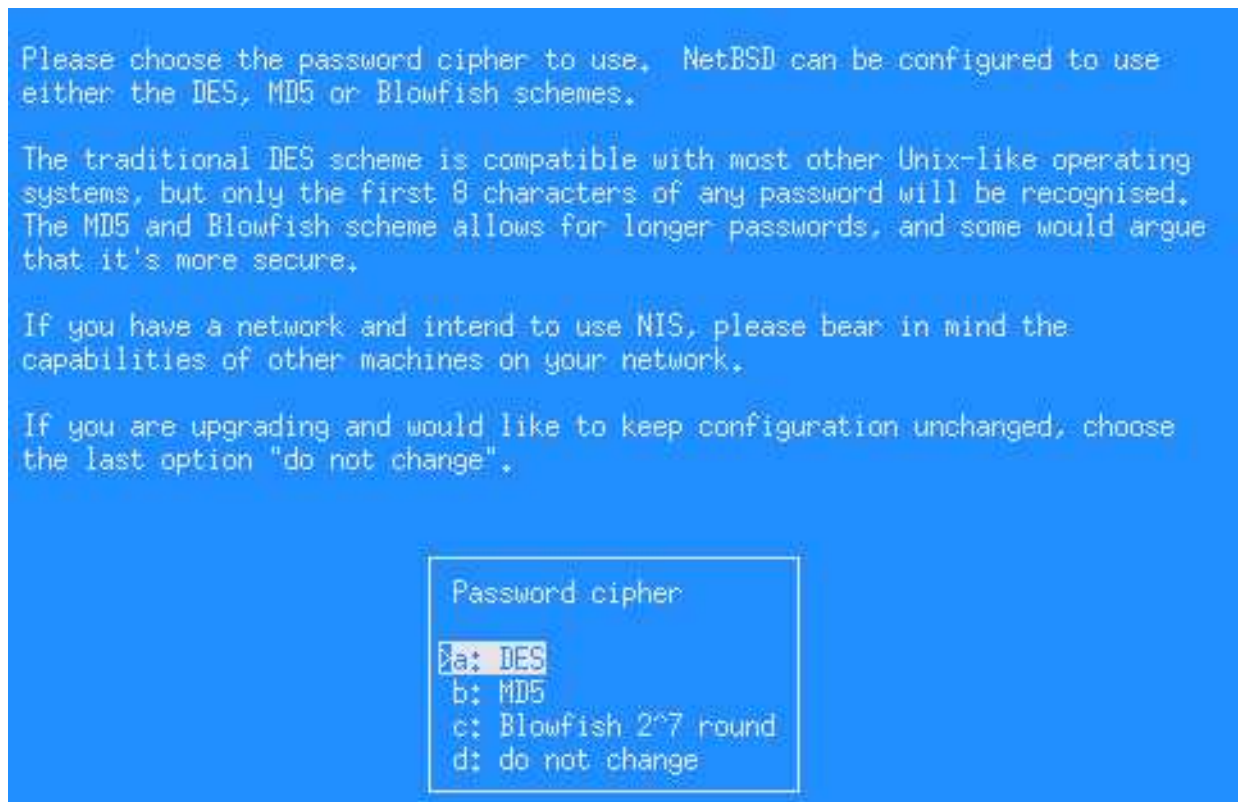 Please choose the password cipher to use.  NetBSD can be configured to use
either the DES, MD5 or Blowfish schemes.
The traditional DES scheme is compatible with most other Unix-like operating
systems, but only the first 8 characters of any password will be recognised.
The MD5 and Blowfish scheme allows for longer passwords, and some would argue
that it's more secure.
If you have a network and intend to use NIS, please bear in mind the
capabilities of other machines on your network.
If you are upgrading and would like to keep configuration unchanged, choose
the last option "do not change".
Password cipher
>a: DES
b: MD5
c: Blowfish 2^7 round
d: do not change